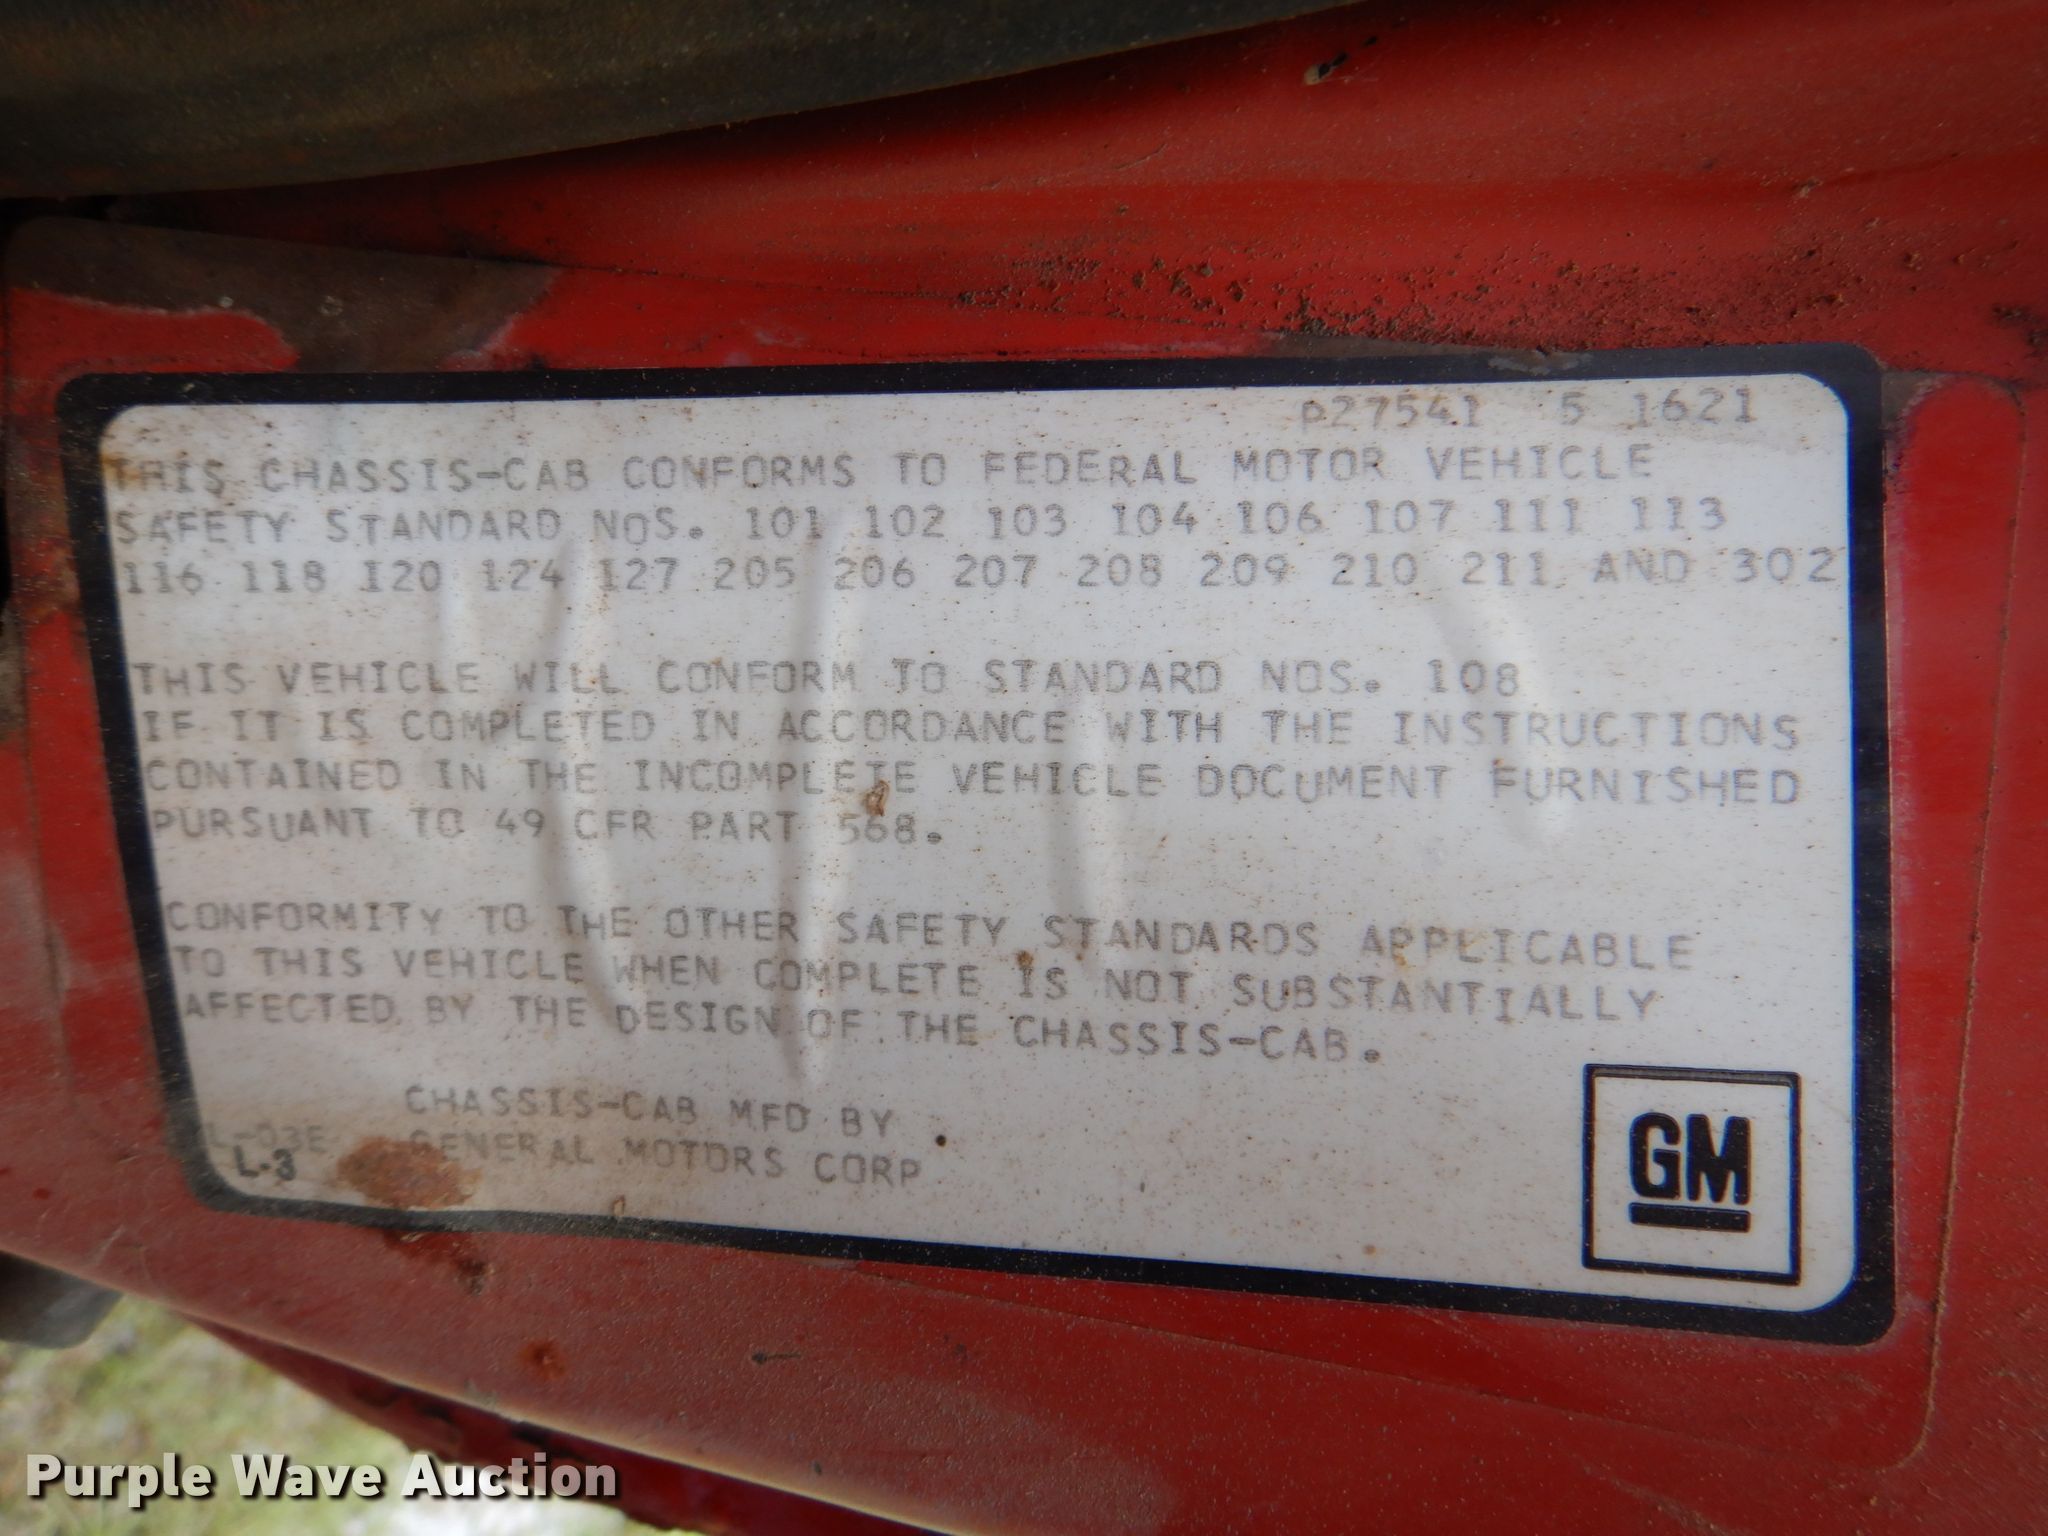 P27541 5 1621
THIS CHASSIS-CAB CONFORMS TO FEDERAL MOTOR VEHICLE
SAFETY STANDARD NOS. 101 102 103 104 106 107 111 113
116 118 120 124 127 205 206 207 208 209 210 211 AND 302
THIS VEHICLE WILL CONFORM TO STANDARD NOS. 108
IF IT IS COMPLETED IN ACCORDANCE WITH THE INSTRUCTIONS
CONTAINED IN THE INCOMPLETE VEHICLE DOCUMENT FURNISHED
PURSUANT TO 49 CFR PART 568.
CONFORMITY TO THE OTHER SAFETY STANDARDS APPLICABLE
TO THIS VEHICLE WHEN COMPLETE IS NOT SUBSTANTIALLY
AFFECTED BY THE DESIGN OF THE CHASSIS-CAB.
CHASSIS-CAB MFD BY
GENERAL MOTORS CORP
L-3
GM
Purple Wave Auction